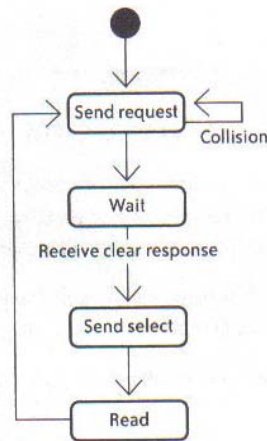 Send request
Collision
Wait
Receive clear response
Send select
Read